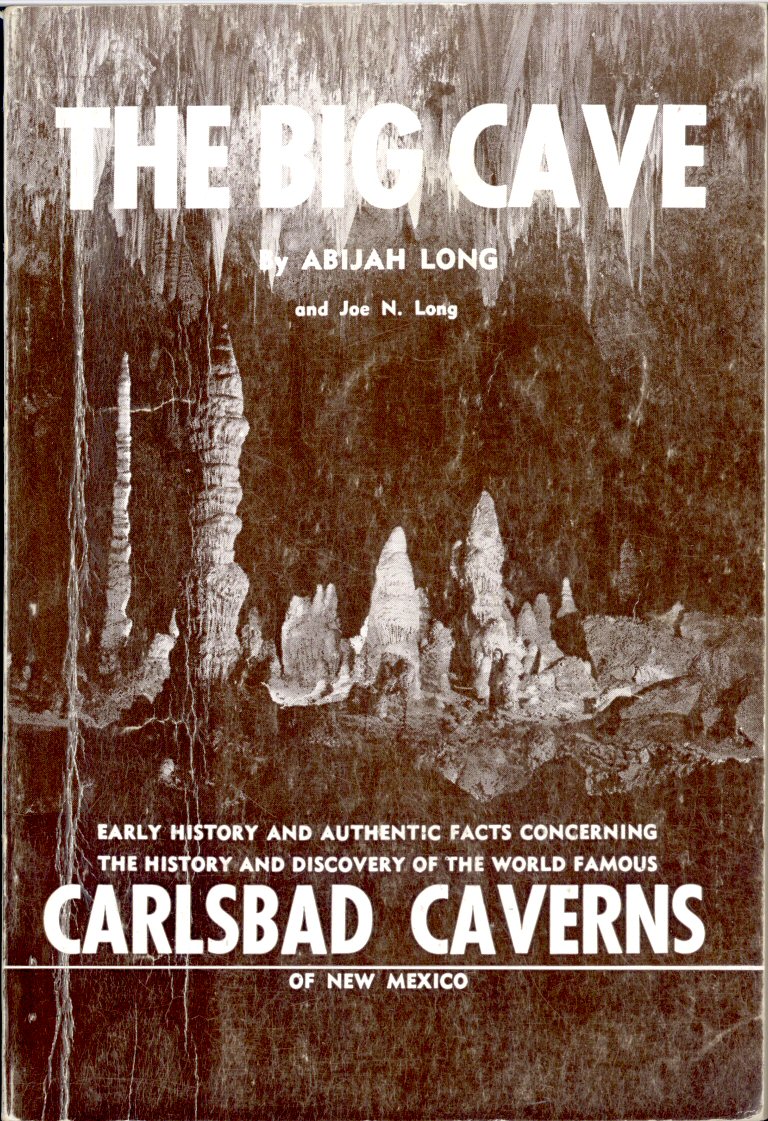 THE BIG CAVE
By ABIJAH LONG
and Joe N. Long
EARLY HISTORY AND AUTHENTIC FACTS CONCERNING
THE HISTORY AND DISCOVERY OF THE WORLD FAMOUS
CARLSBAD CAVERNS
OF NEW MEXICO